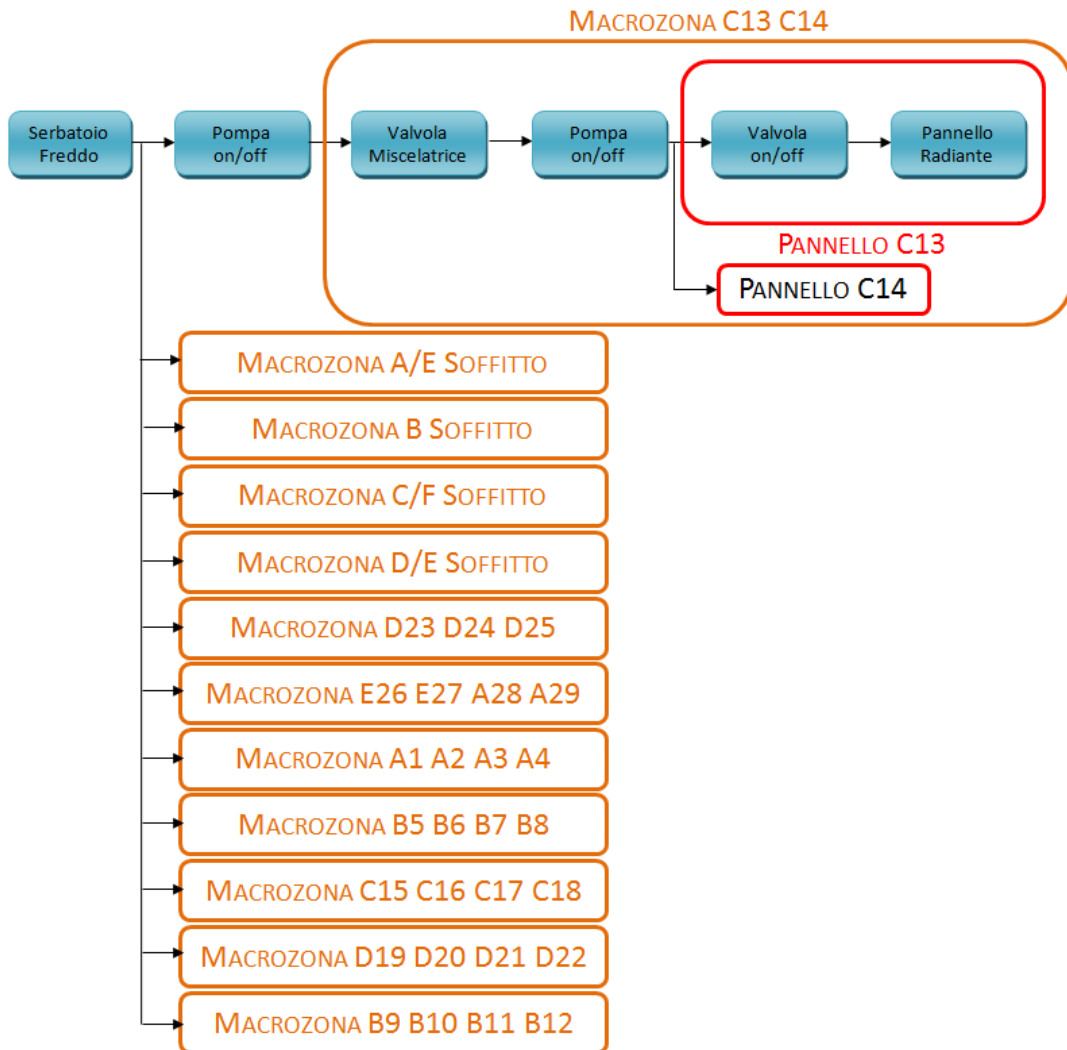 MACROZONA C13 C14
Serbatoio
Freddo
Pompa
on/off
Valvola
Miscelatrice
Pompa
on/off
Valvola
on/off
Pannello
Radiante
PANNELLO C13
PANNELLO C14
MACROZONA A/E SOFFITTO
MACROZONA B SOFFITTO
MACROZONA C/F SOFFITTO
MACROZONA D/E SOFFITTO
MACROZONA D23 D24 D25
MACROZONA E26 E27 A28 A29
MACROZONA A1 A2 A3 A4
MACROZONA B5 B6 B7 B8
MACROZONA C15 C16 C17 C18
MACROZONA D19 D20 D21 D22
MACROZONA B9 B10 B11 B12